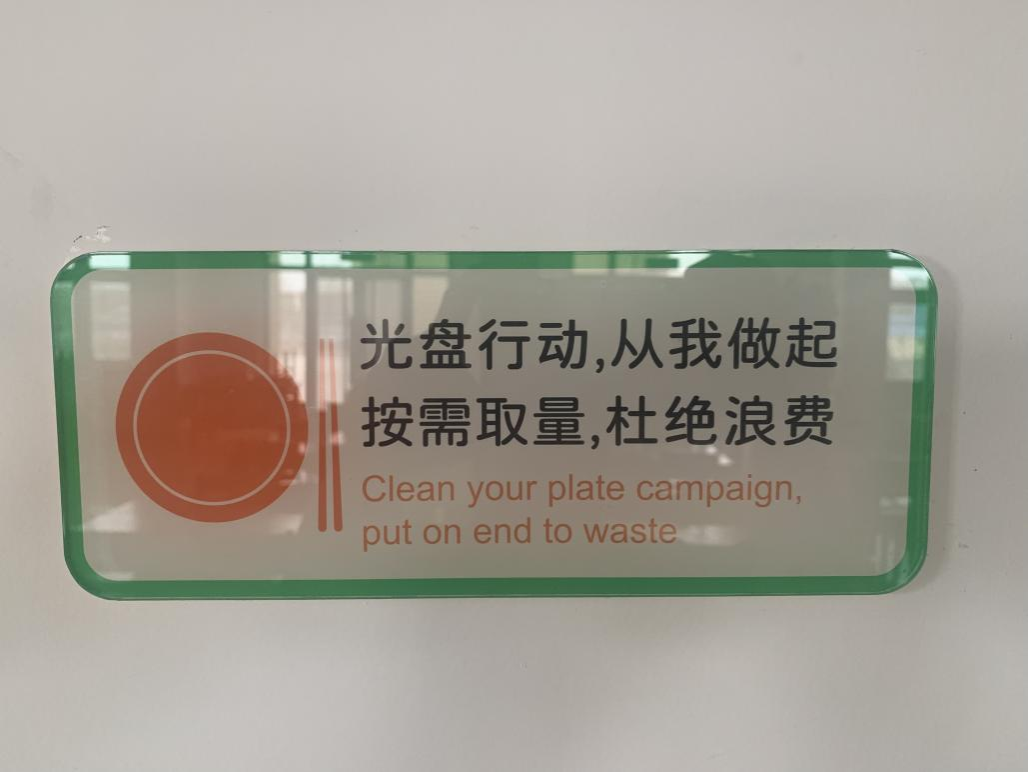 光盘行动,从我做起
按需取量,杜绝浪费
Clean your plate campaign,
put on end to waste